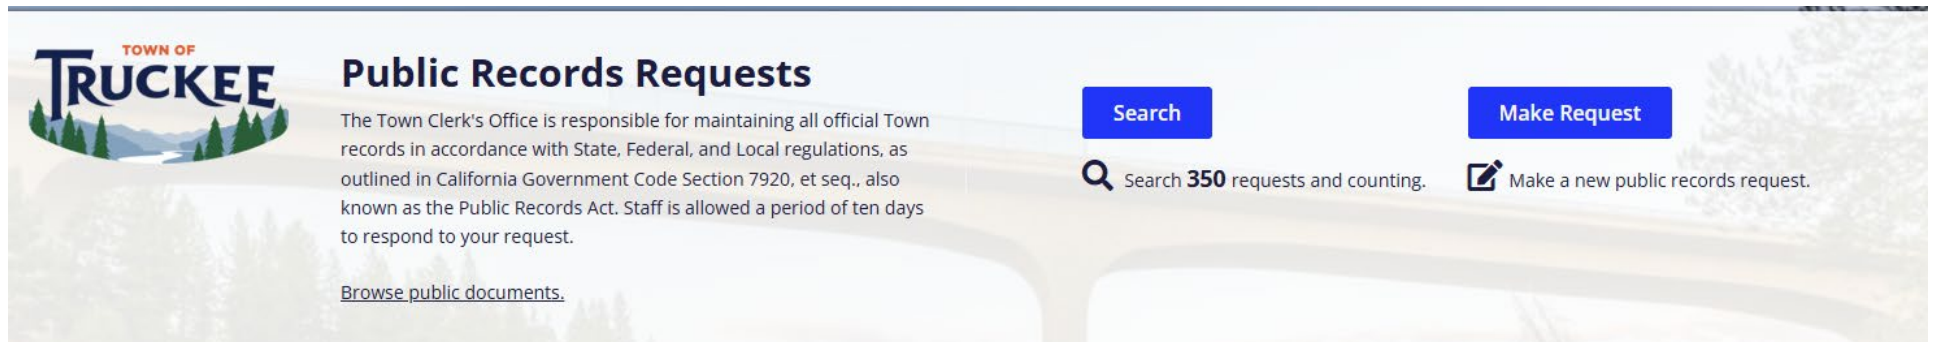 TOWN OF
TRUCKEE
Public Records Requests
The Town Clerk's Office is responsible for maintaining all official Town
records in accordance with State, Federal, and Local regulations, as
outlined in California Government Code Section 7920, et seq., also
known as the Public Records Act. Staff is allowed a period of ten days
to respond to your request.
Browse public documents.
Search
Search 350 requests and counting.
Make Request
Make a new public records request.